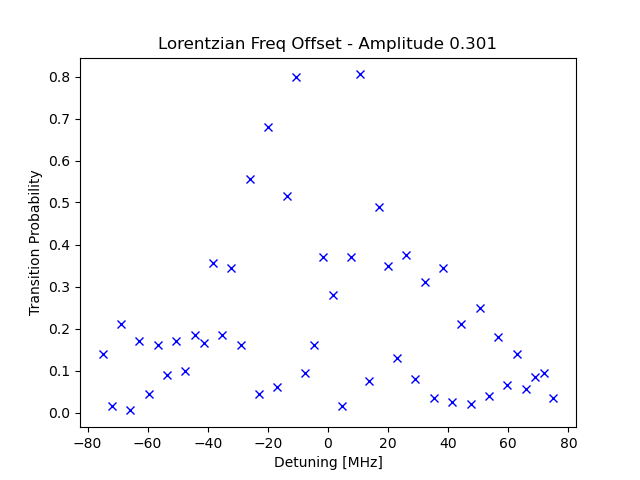 Lorentzian Freq Offset - Amplitude 0.301
0.8
0.7
0.6
0.5
0.4
0.3
0.2
0.1
0.0
Transition Probability
−80 −60 −40 −20 0 20 40 60 80
Detuning [MHz]